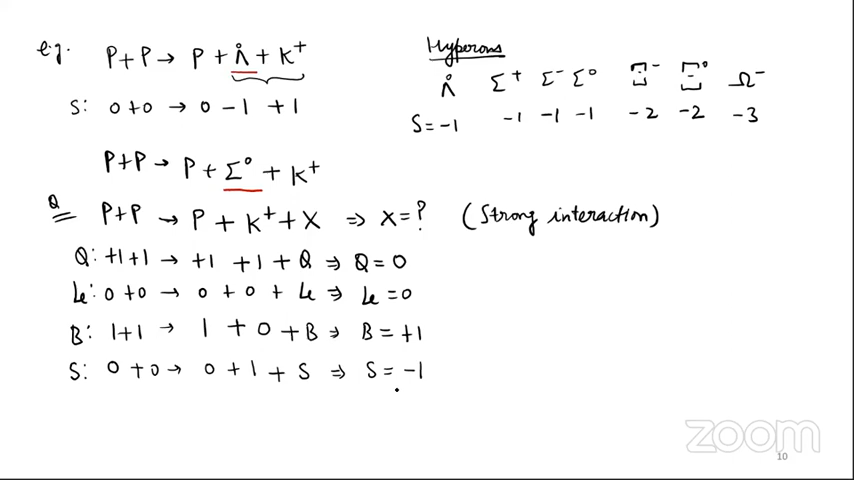 e.g. P+P → P + Λ° + K⁺
S: 0+0 → 0 -1 +1
P+P → P + Σ° + K⁺
Q P+P → P + K⁺ + X ⇒ X = ? (Strong interaction)
Q: +1+1 → +1 +1 + Q ⇒ Q = 0
Le: 0+0 → 0 + 0 + Le ⇒ Le = 0
B: 1+1 → 1 + 0 + B ⇒ B = +1
S: 0+0 → 0 + 1 + S ⇒ S = -1
Hyperons
Λ° Σ⁺ Σ⁻ Σ° Ξ⁻ Ξ° Ω⁻
S = -1 -1 -1 -1 -2 -2 -3
zoom
10